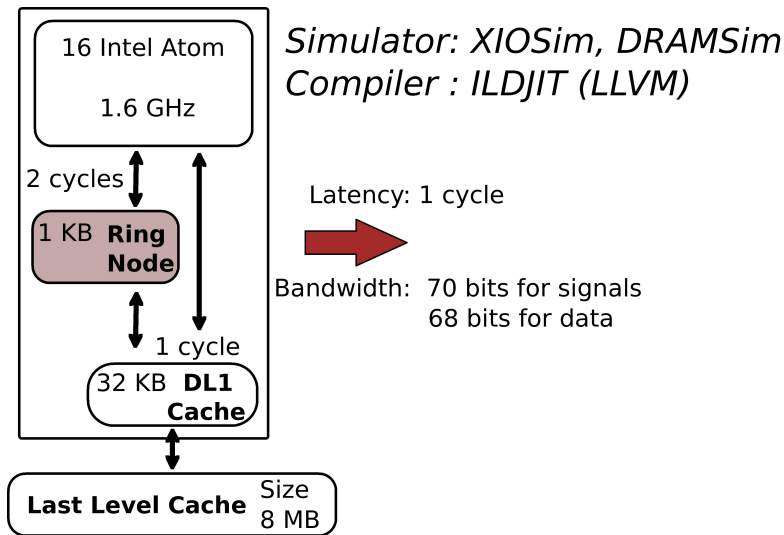 16 Intel Atom
1.6 GHz
Simulator: XIOSim, DRAMSim
Compiler : ILDJIT (LLVM)
2 cycles
1 KB Ring
Node
Latency: 1 cycle
Bandwidth: 70 bits for signals
68 bits for data
1 cycle
32 KB DL1
Cache
Last Level Cache
Size
8 MB